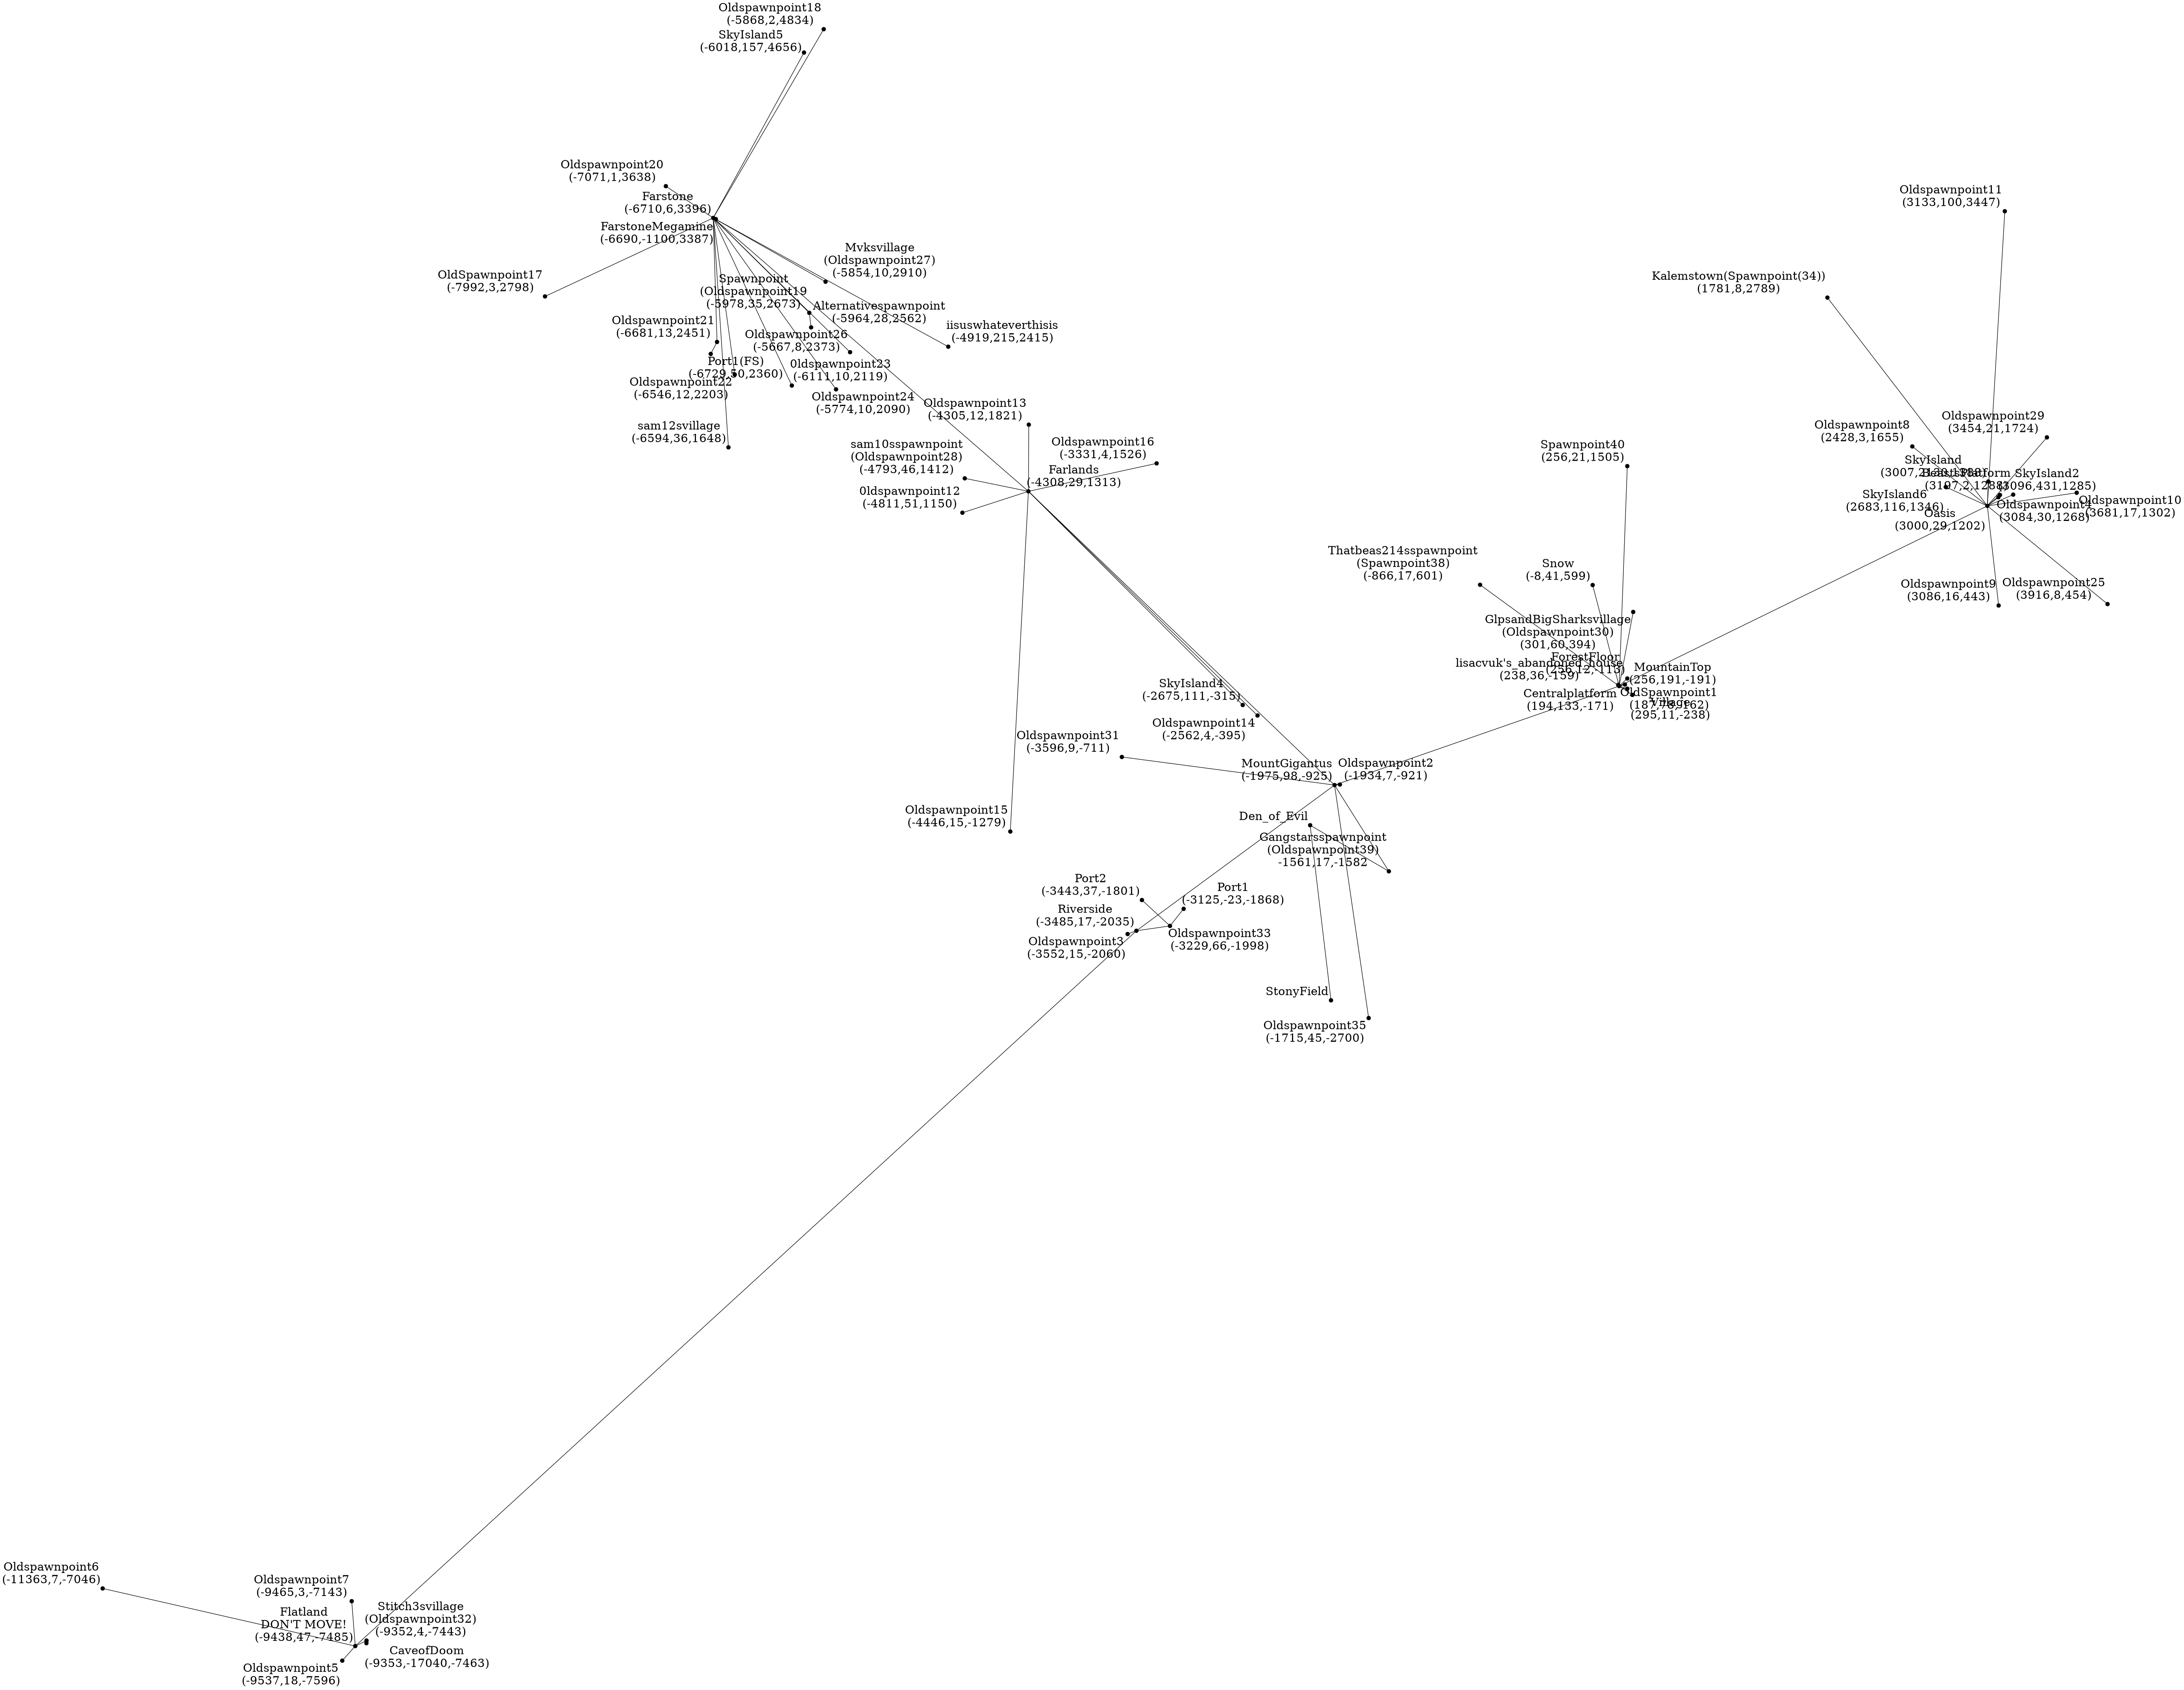 Oldspawnpoint18
(-5868,2,4834)
SkyIsland5
(-6018,157,4656)
Oldspawnpoint20
(-7071,1,3638)
Farstone
(-6710,6,3396)
FarstoneMegamine
(-6690,-1100,3387)
OldSpawnpoint17
(-7992,3,2798)
Mvksvillage
(Oldspawnpoint27)
(-5854,10,2910)
Spawnpoint
(Oldspawnpoint19
(-5978,35,2673)
Alternativespawnpoint
(-5964,28,2562)
iisuswhateverthisis
(-4919,215,2415)
Oldspawnpoint21
(-6681,13,2451)
Oldspawnpoint26
(-5667,8,2373)
Port1(FS)
(-6729,50,2360)
0ldspawnpoint23
(-6111,10,2119)
Oldspawnpoint22
(-6546,12,2203)
Oldspawnpoint24
(-5774,10,2090)
sam12svillage
(-6594,36,1648)
Oldspawnpoint13
(-4305,12,1821)
sam10sspawnpoint
(Oldspawnpoint28)
(-4793,46,1412)
Oldspawnpoint16
(-3331,4,1526)
Farlands
(-4308,29,1313)
0ldspawnpoint12
(-4811,51,1150)
Oldspawnpoint11
(3133,100,3447)
Kalemstown(Spawnpoint(34))
(1781,8,2789)
Oldspawnpoint8
(2428,3,1655)
Oldspawnpoint29
(3454,21,1724)
SkyIsland
BeastsPlatform
(3107,2,1288)
SkyIsland2
(3096,431,1285)
SkyIsland6
(2683,116,1346)
Oasis
(3000,29,1202)
Oldspawnpoint4
(3084,30,1268)
Oldspawnpoint10
(3681,17,1302)
Oldspawnpoint9
(3086,16,443)
Oldspawnpoint25
(3916,8,454)
Spawnpoint40
(256,21,1505)
Thatbeas214sspawnpoint
(Spawnpoint38)
(-866,17,601)
Snow
(-8,41,599)
GlpsandBigSharksvillage
(Oldspawnpoint30)
(301,60,394)
ForestFloor
(256,12,-113)
lisacvuk's_abandoned_house
(238,36,-159)
MountainTop
(256,191,-191)
Centralplatform
(194,133,-171)
OldSpawnpoint1
(187,78,-162)
Village
(295,11,-238)
SkyIsland4
(-2675,111,-315)
Oldspawnpoint14
(-2562,4,-395)
Oldspawnpoint31
(-3596,9,-711)
MountGigantus
(-1975,98,-925)
Oldspawnpoint2
(-1934,7,-921)
Oldspawnpoint15
(-4446,15,-1279)
Den_of_Evil
Gangstarsspawnpoint
(Oldspawnpoint39)
-1561,17,-1582
Port2
(-3443,37,-1801)
Port1
(-3125,-23,-1868)
Riverside
(-3485,17,-2035)
Oldspawnpoint3
(-3552,15,-2060)
Oldspawnpoint33
(-3229,66,-1998)
StonyField
Oldspawnpoint35
(-1715,45,-2700)
Oldspawnpoint6
(-11363,7,-7046)
Oldspawnpoint7
(-9465,3,-7143)
Flatland
DON'T MOVE!
(-9438,47,-7485)
Stitch3svillage
(Oldspawnpoint32)
(-9352,4,-7443)
CaveofDoom
(-9353,-17040,-7463)
Oldspawnpoint5
(-9537,18,-7596)